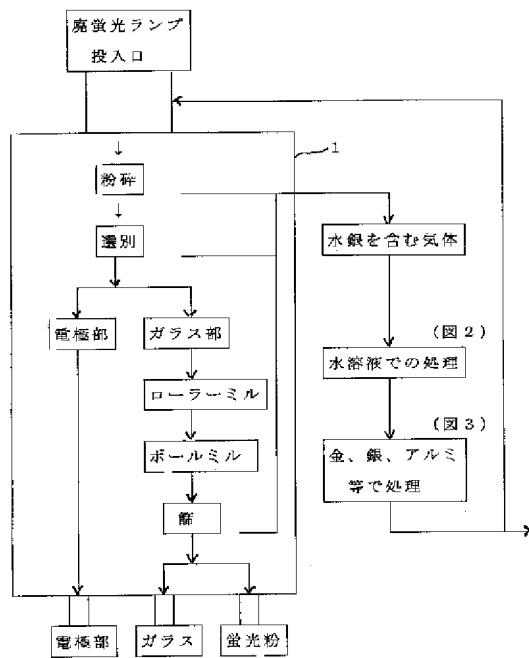 廃蛍光ランプ
投入口
1
↓
粉砕
↓
選別
電極部
ガラス部
ローラーミル
ボールミル
篩
電極部
ガラス
蛍光粉
水銀を含む気体
(図2)
水溶液での処理
(図3)
金、銀、アルミ
等で処理